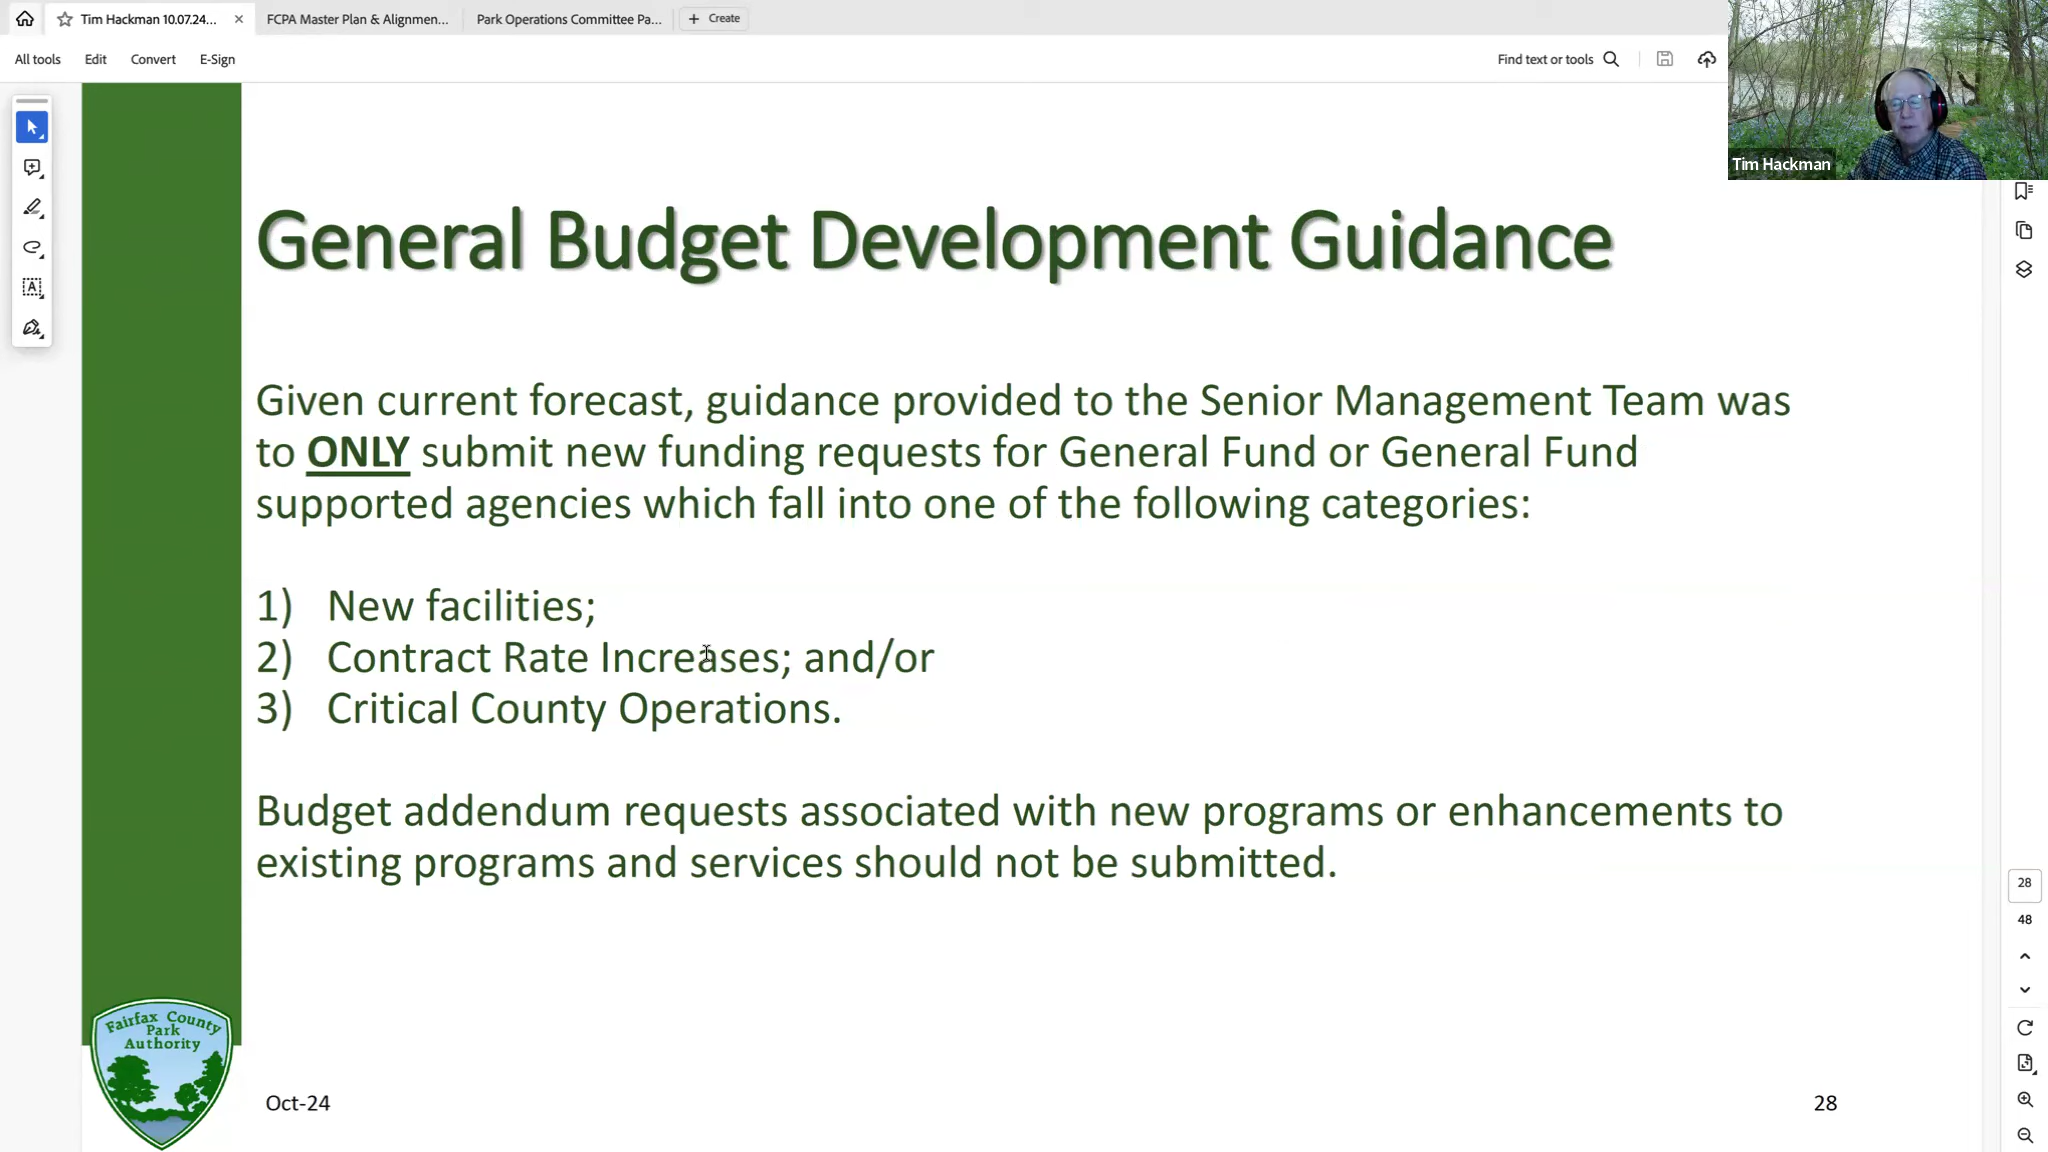 Tim Hackman 10.07.24...
FCPA Master Plan & Alignmen...
Park Operations Committee Pa...
Create
All tools
Edit
Convert
E-Sign
Find text or tools
Tim Hackman
General Budget Development Guidance
Given current forecast, guidance provided to the Senior Management Team was
to ONLY submit new funding requests for General Fund or General Fund
supported agencies which fall into one of the following categories:
1) New facilities;
2) Contract Rate Increases; and/or
3) Critical County Operations.
Budget addendum requests associated with new programs or enhancements to
existing programs and services should not be submitted.
28
48
Fairfax County
Park
Authority
Oct-24
28